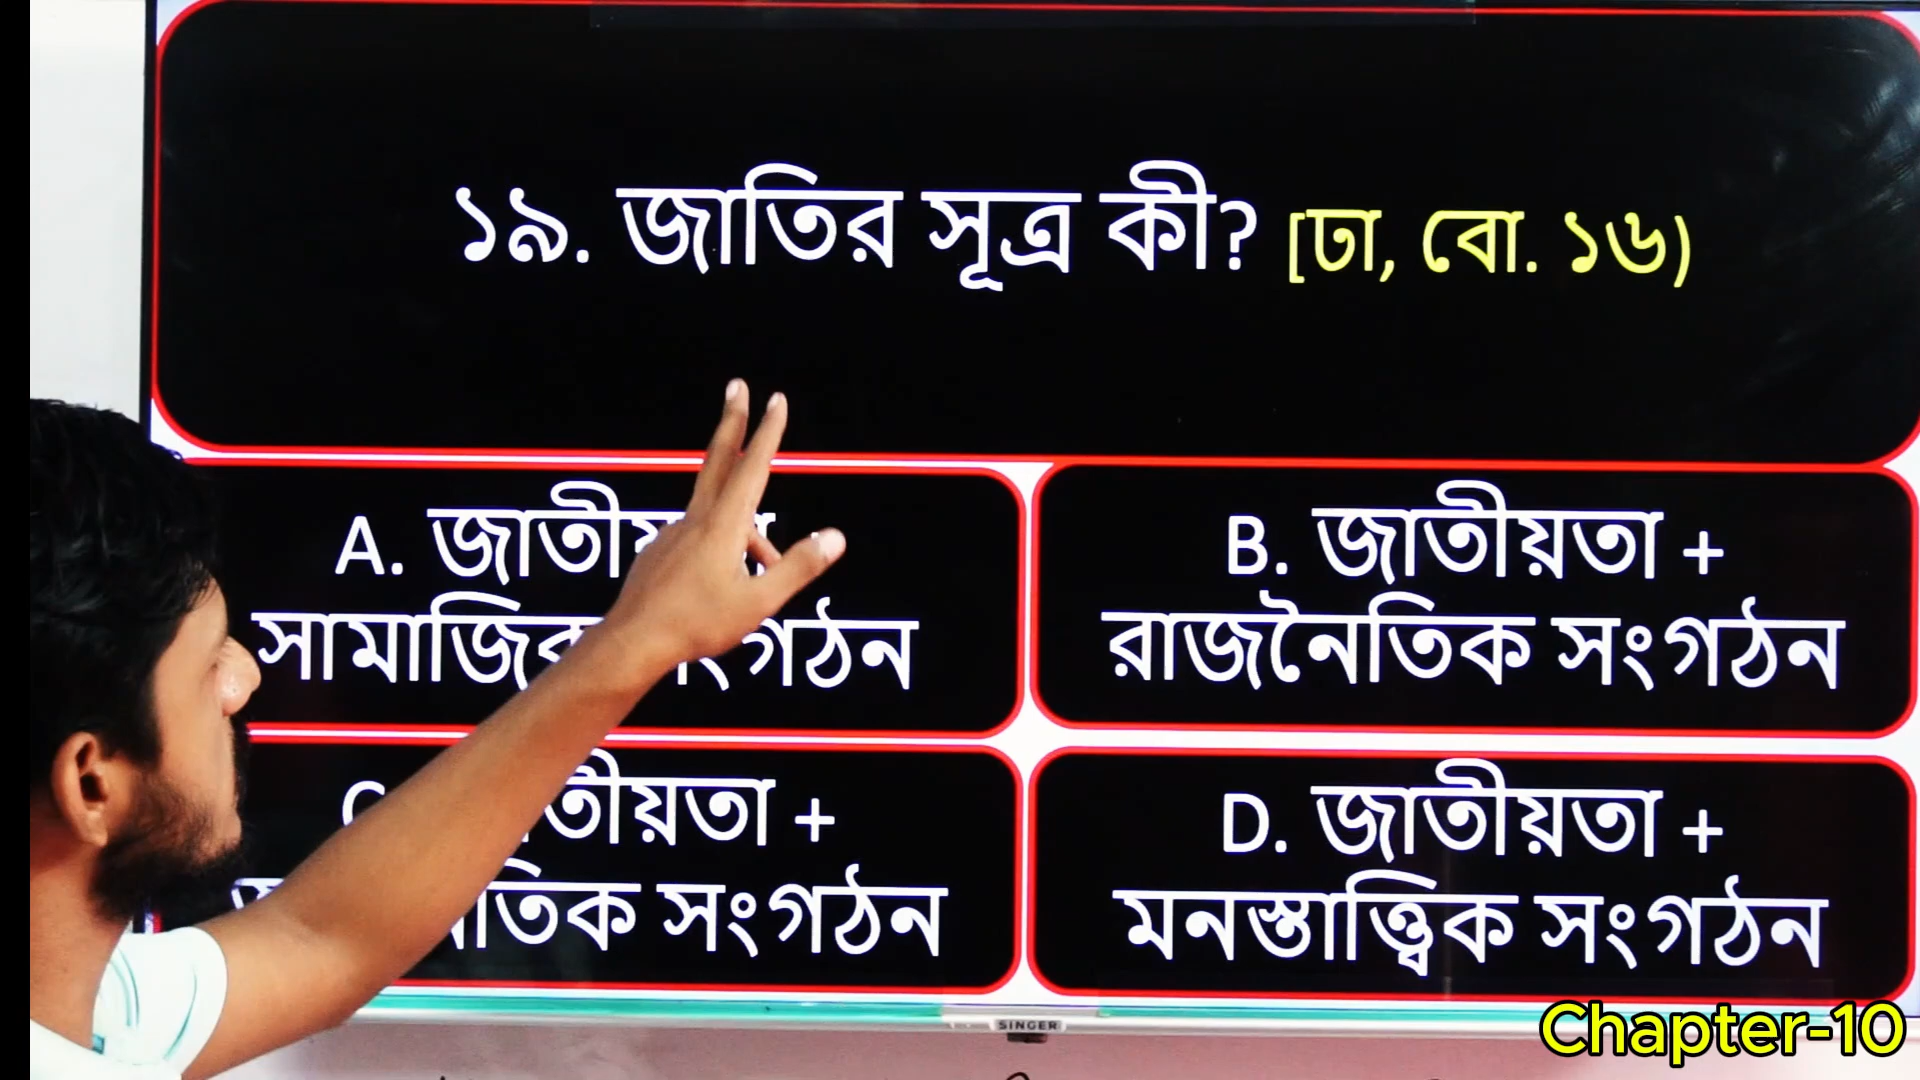 ১৯. জাতির সূত্র কী? [ঢা, বো. ১৬)
A.
সংগঠন
B. জাতীয়তা +
রাজনৈতিক সংগঠন
+
সংগঠন
D. জাতীয়তা +
মনস্তাত্ত্বিক সংগঠন
SINGER
Chapter-10